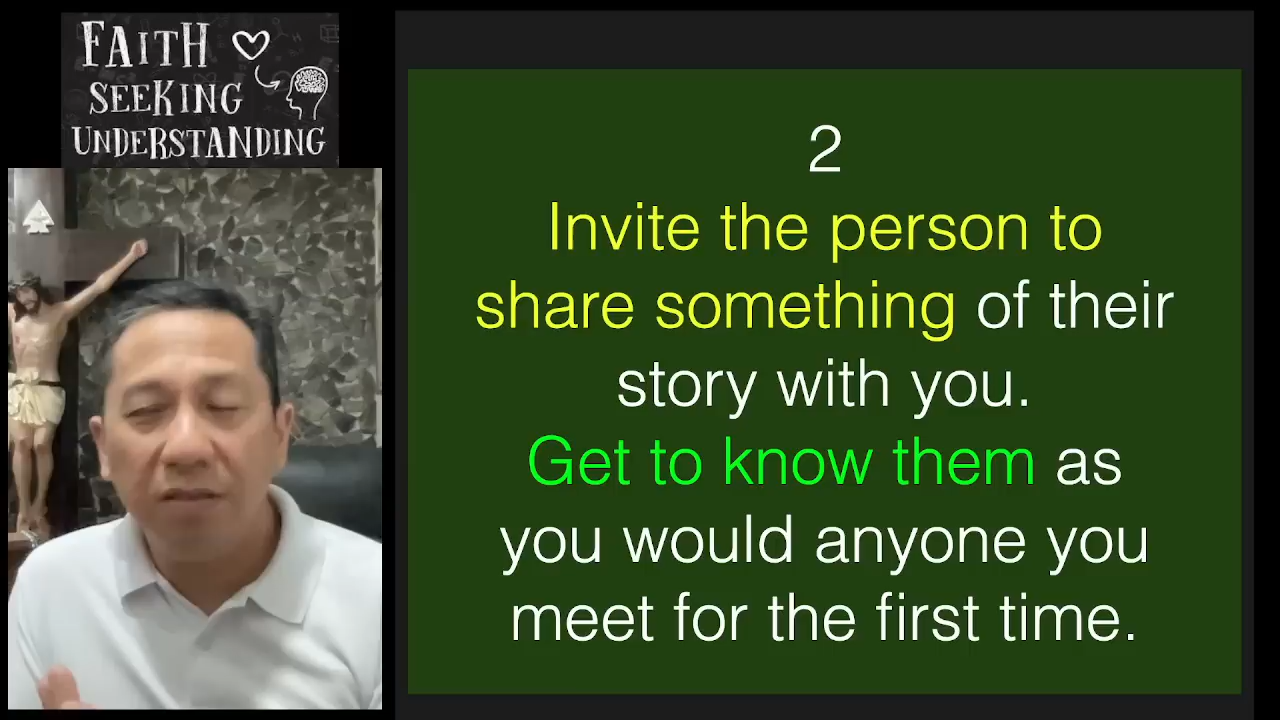 FAITH
SEEKING
UNDERSTANDING
2
Invite the person to
share something of their
story with you.
Get to know them as
you would anyone you
meet for the first time.